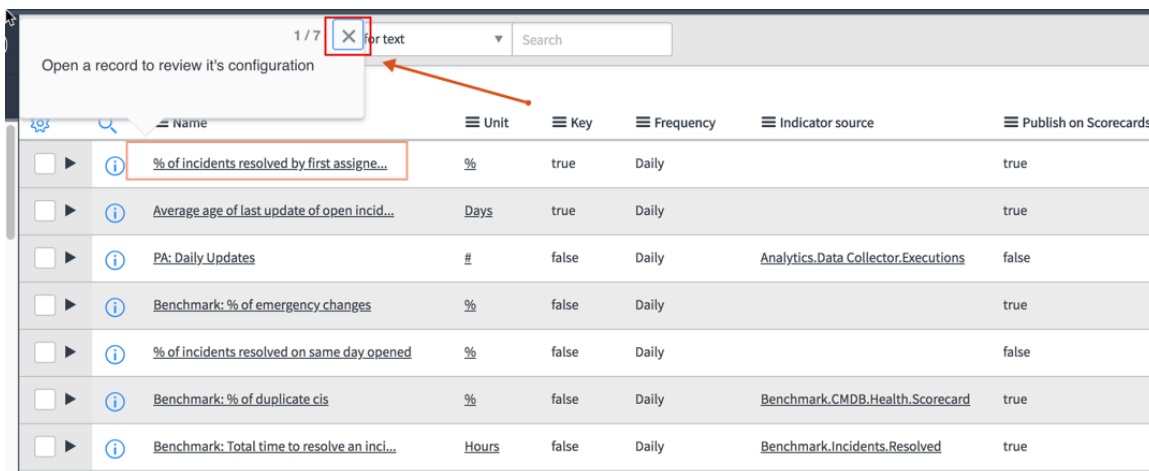 1 / 7
for text
Search
Open a record to review it's configuration
Name Unit Key Frequency Indicator source Publish on Scorecards
% of incidents resolved by first assigne... % true Daily true
Average age of last update of open incid... Days true Daily true
PA: Daily Updates # false Daily Analytics.Data Collector.Executions false
Benchmark: % of emergency changes % false Daily true
% of incidents resolved on same day opened % false Daily false
Benchmark: % of duplicate cis % false Daily Benchmark.CMDB.Health.Scorecard true
Benchmark: Total time to resolve an inci... Hours false Daily Benchmark.Incidents.Resolved true